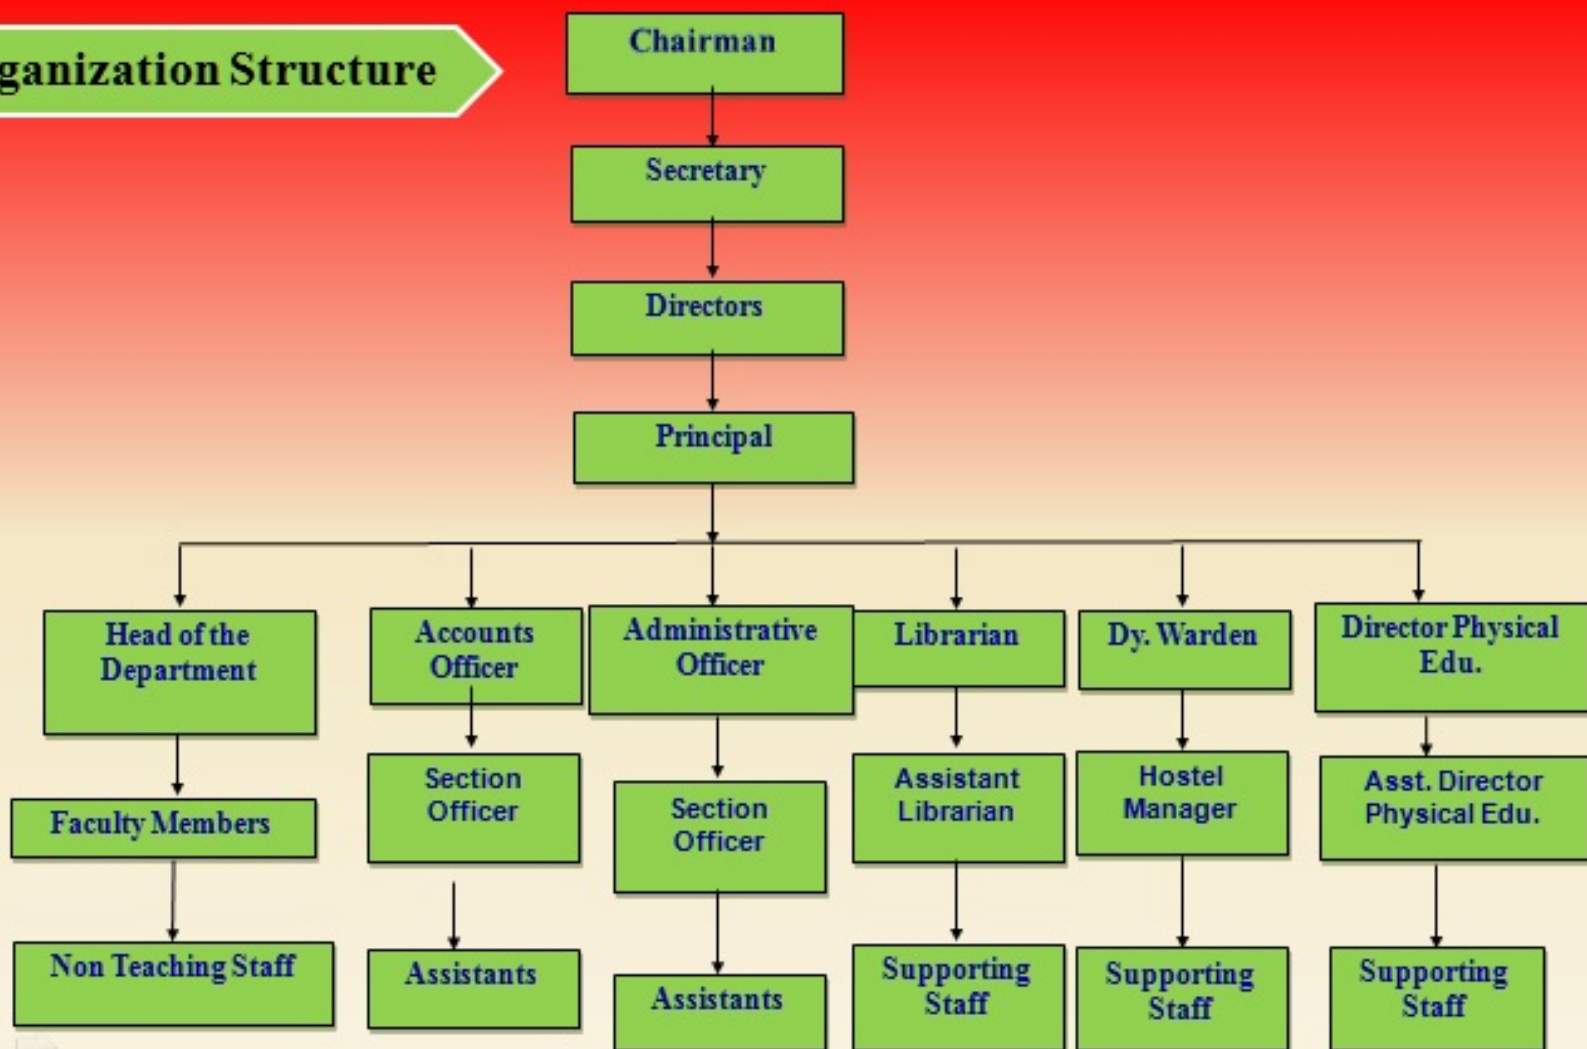 ganization Structure
Chairman
Secretary
Directors
Principal
Head of the
Department
Accounts
Officer
Administrative
Officer
Librarian
Dy. Warden
Director Physical
Edu.
Faculty Members
Section
Officer
Section
Officer
Assistant
Librarian
Hostel
Manager
Asst. Director
Physical Edu.
Non Teaching Staff
Assistants
Assistants
Supporting
Staff
Supporting
Staff
Supporting
Staff